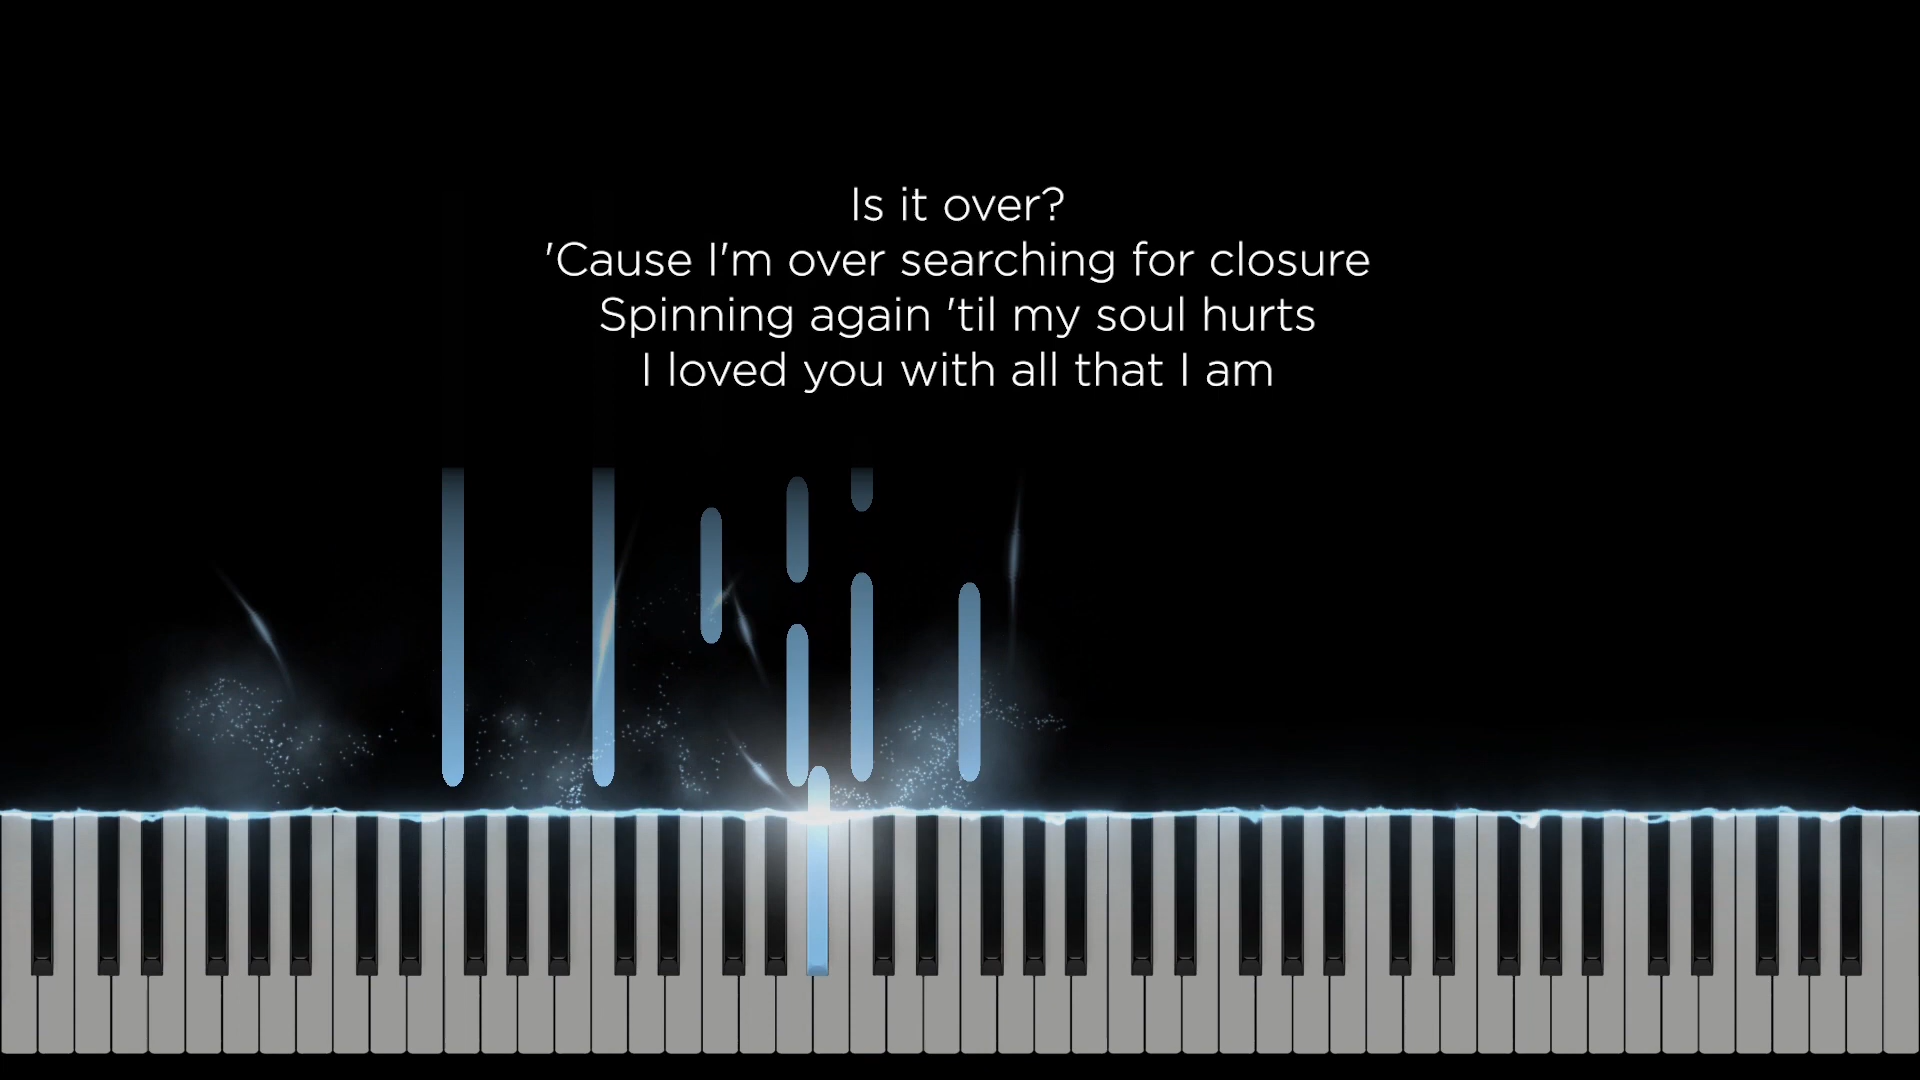 Is it over?
'Cause I'm over searching for closure
Spinning again 'til my soul hurts
I loved you with all that I am